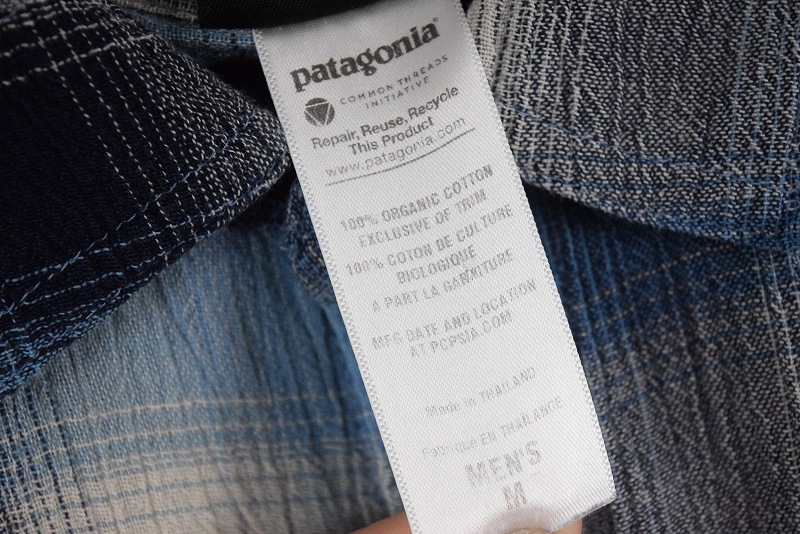 patagonia®
COMMON THREADS
INITIATIVE
Repair, Reuse, Recycle
This Product
www.patagonia.com
100% ORGANIC COTTON
EXCLUSIVE OF TRIM
100% COTON DE CULTURE
BIOLOGIQUE
A PART LA GARNITURE
MFG DATE AND LOCATION
AT PCPSIA.COM
Made in THAILAND
Fabriqué EN THAÏLANDE
MEN'S
M